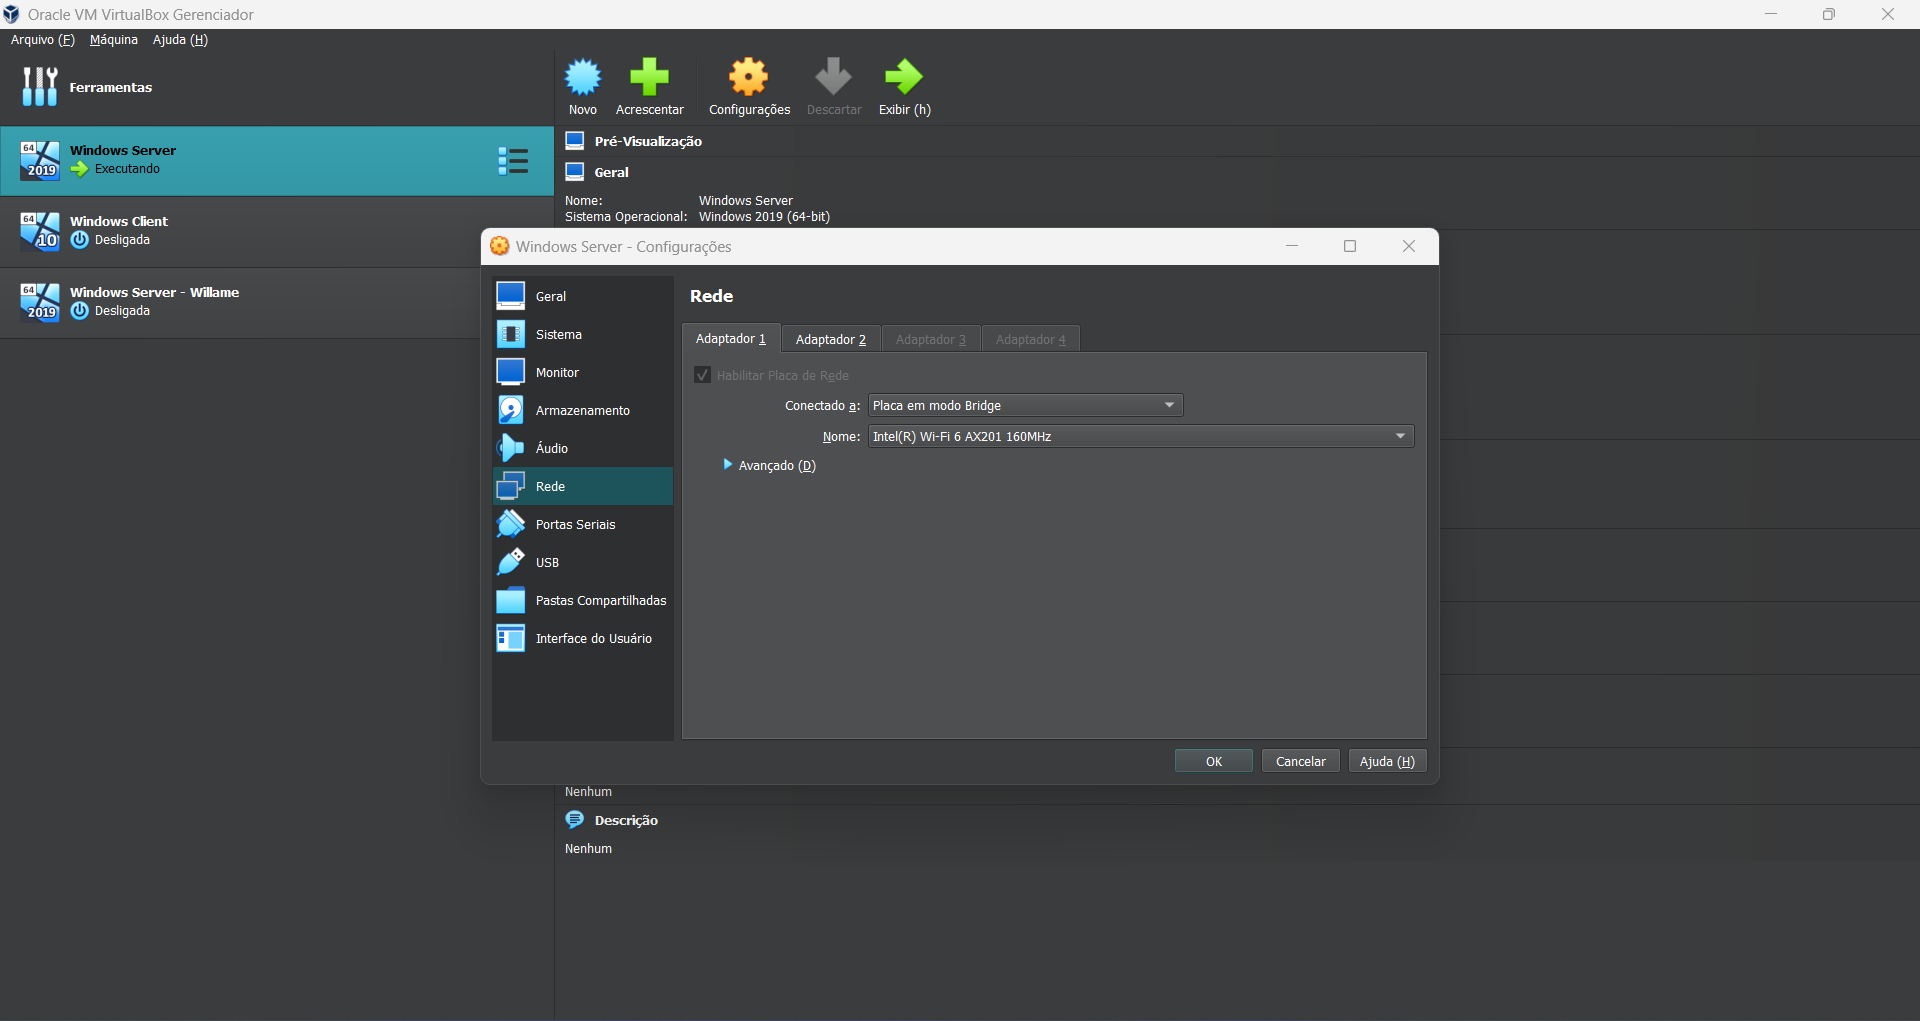 Oracle VM VirtualBox Gerenciador
Arquivo (F) Máquina Ajuda (H)
Ferramentas
Novo Acrescentar Configurações Descartar Exibir (h)
64
2019
Windows Server
Executando
64
10
Windows Client
Desligada
64
2019
Windows Server - Willame
Desligada
Pré-Visualização
Geral
Nome: Windows Server
Sistema Operacional: Windows 2019 (64-bit)
Windows Server - Configurações
Geral
Sistema
Monitor
Armazenamento
Áudio
Rede
Portas Seriais
USB
Pastas Compartilhadas
Interface do Usuário
Rede
Adaptador 1 Adaptador 2 Adaptador 3 Adaptador 4
Habilitar Placa de Rede
Conectado a: Placa em modo Bridge
Nome: Intel(R) Wi-Fi 6 AX201 160MHz
Avançado (D)
OK Cancelar Ajuda (H)
Nenhum
Descrição
Nenhum